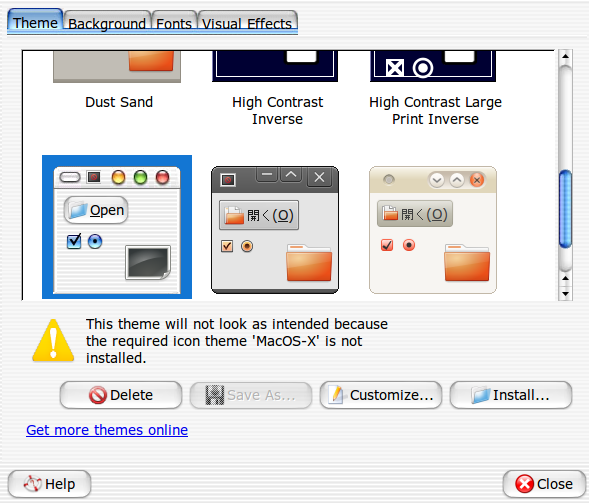 Theme Background Fonts Visual Effects
Dust Sand
High Contrast
Inverse
High Contrast Large
Print Inverse
Open
開く(O)
開く(O)
This theme will not look as intended because
the required icon theme 'MacOS-X' is not
installed.
Delete Save As... Customize... Install...
Get more themes online
Help Close